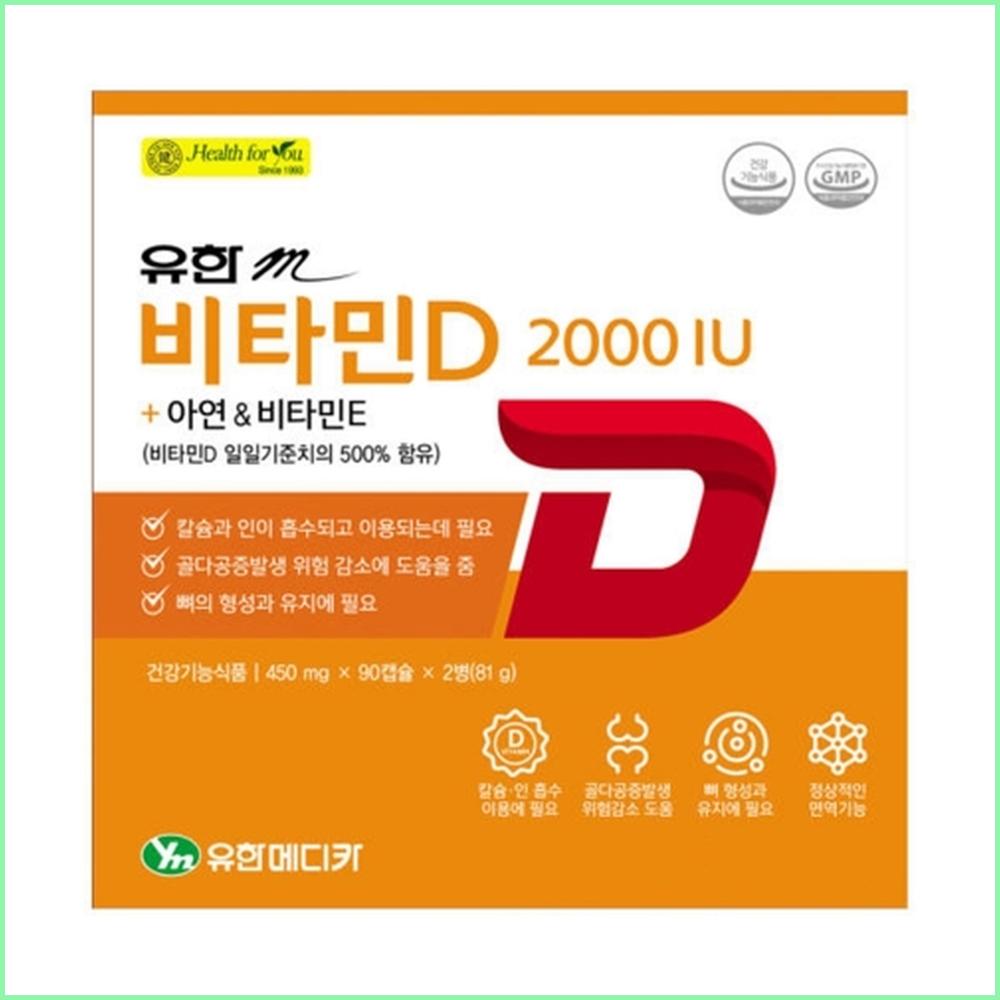 Health for You
Since 1993
건강
기능식품
GMP
유한 m
비타민D 2000 IU
+ 아연 & 비타민E
(비타민D 일일기준치의 500% 함유)
칼슘과 인이 흡수되고 이용되는데 필요
골다공증발생 위험 감소에 도움을 줌
뼈의 형성과 유지에 필요
건강기능식품 | 450 mg × 90캡슐 × 2병(81 g)
D
VITAMIN
칼슘·인 흡수
이용에 필요
골다공증발생
위험감소 도움
뼈 형성과
유지에 필요
정상적인
면역기능
Ym 유한메디카